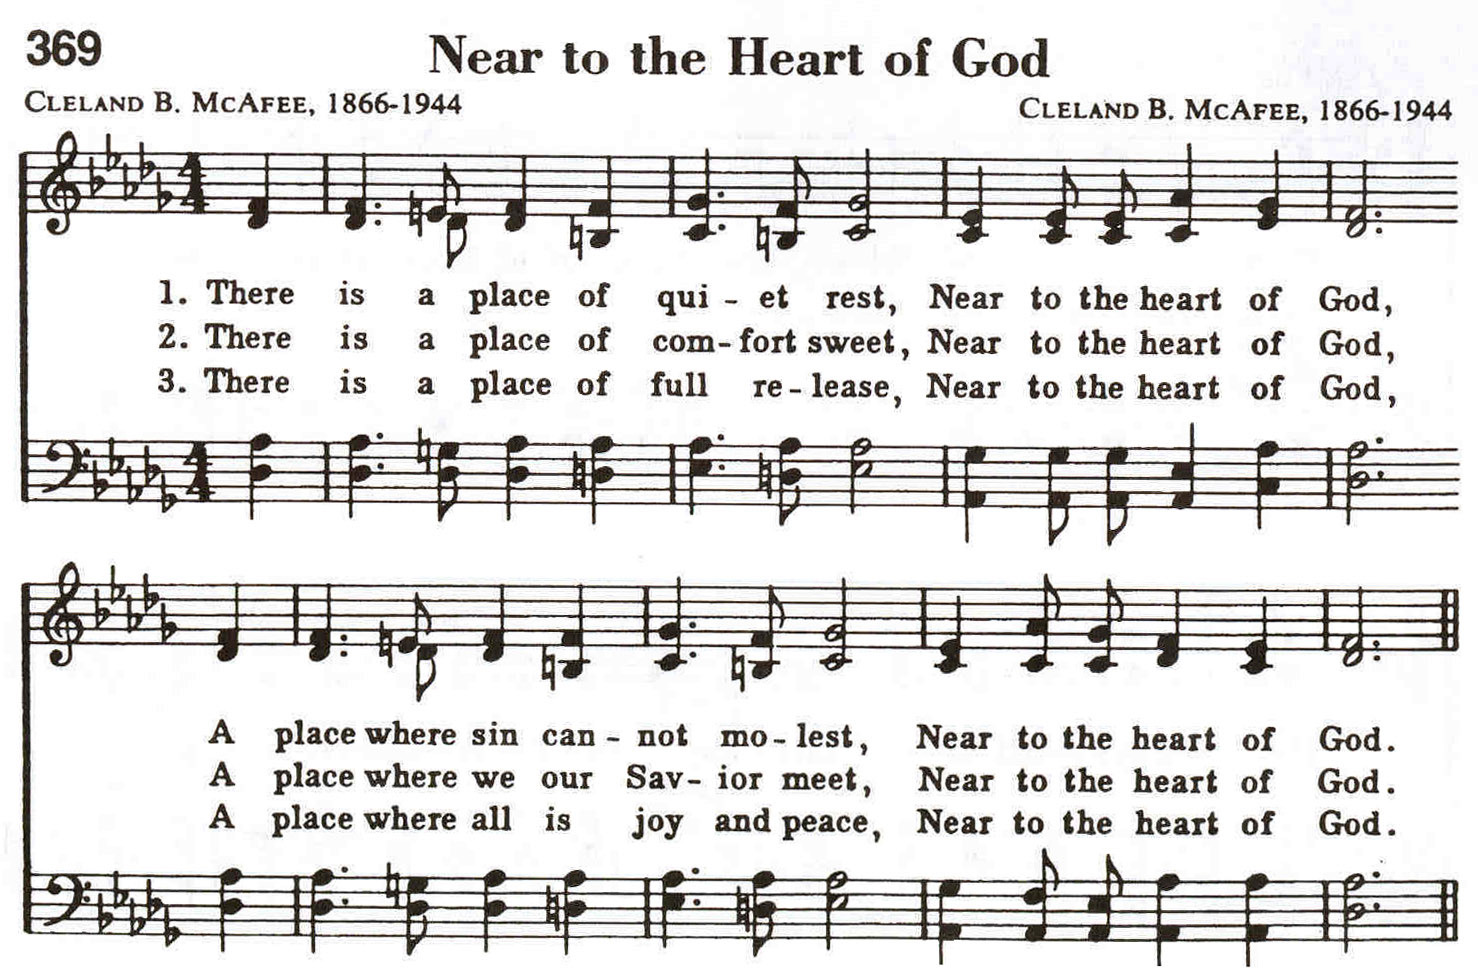 369
Near to the Heart of God
CLELAND B. MCAFEE, 1866-1944
CLELAND B. MCAFEE, 1866-1944
1. There is a place of qui - et rest, Near to the heart of God,
2. There is a place of com - fort sweet, Near to the heart of God,
3. There is a place of full re - lease, Near to the heart of God,
A place where sin can - not mo - lest, Near to the heart of God.
A place where we our Sav - ior meet, Near to the heart of God.
A place where all is joy and peace, Near to the heart of God.